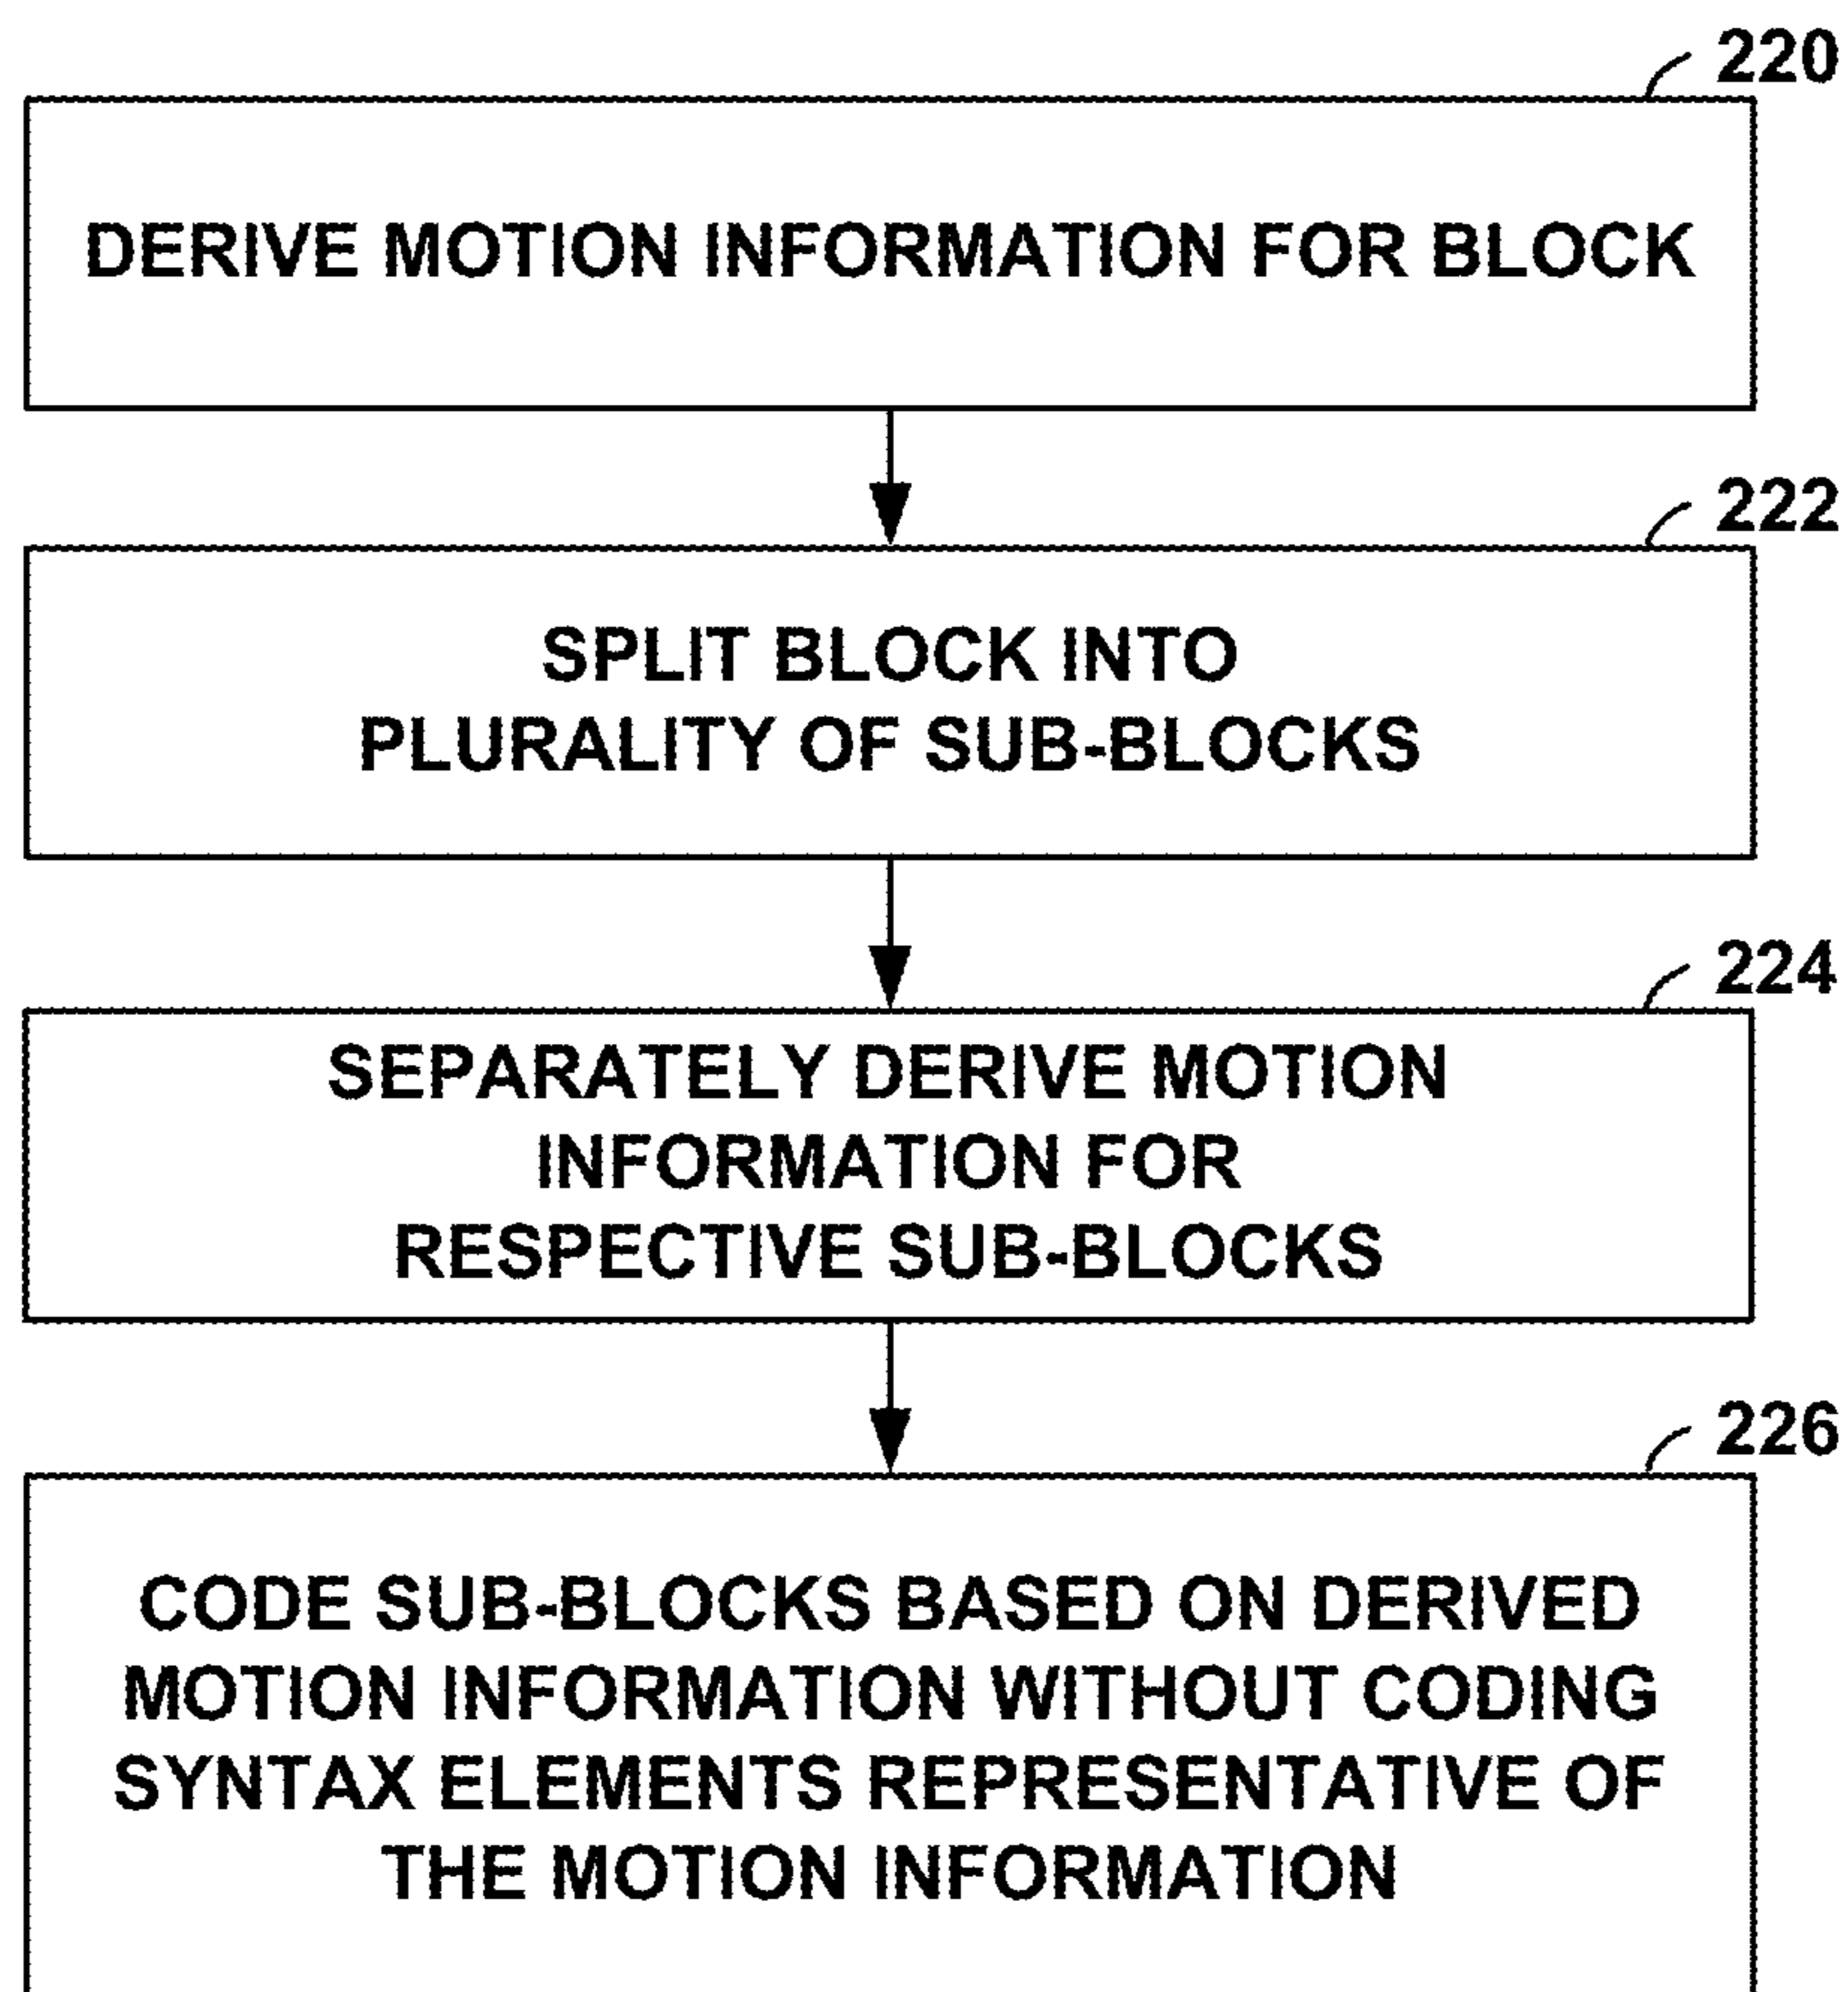 220
DERIVE MOTION INFORMATION FOR BLOCK
222
SPLIT BLOCK INTO
PLURALITY OF SUB-BLOCKS
224
SEPARATELY DERIVE MOTION
INFORMATION FOR
RESPECTIVE SUB-BLOCKS
226
CODE SUB-BLOCKS BASED ON DERIVED
MOTION INFORMATION WITHOUT CODING
SYNTAX ELEMENTS REPRESENTATIVE OF
THE MOTION INFORMATION